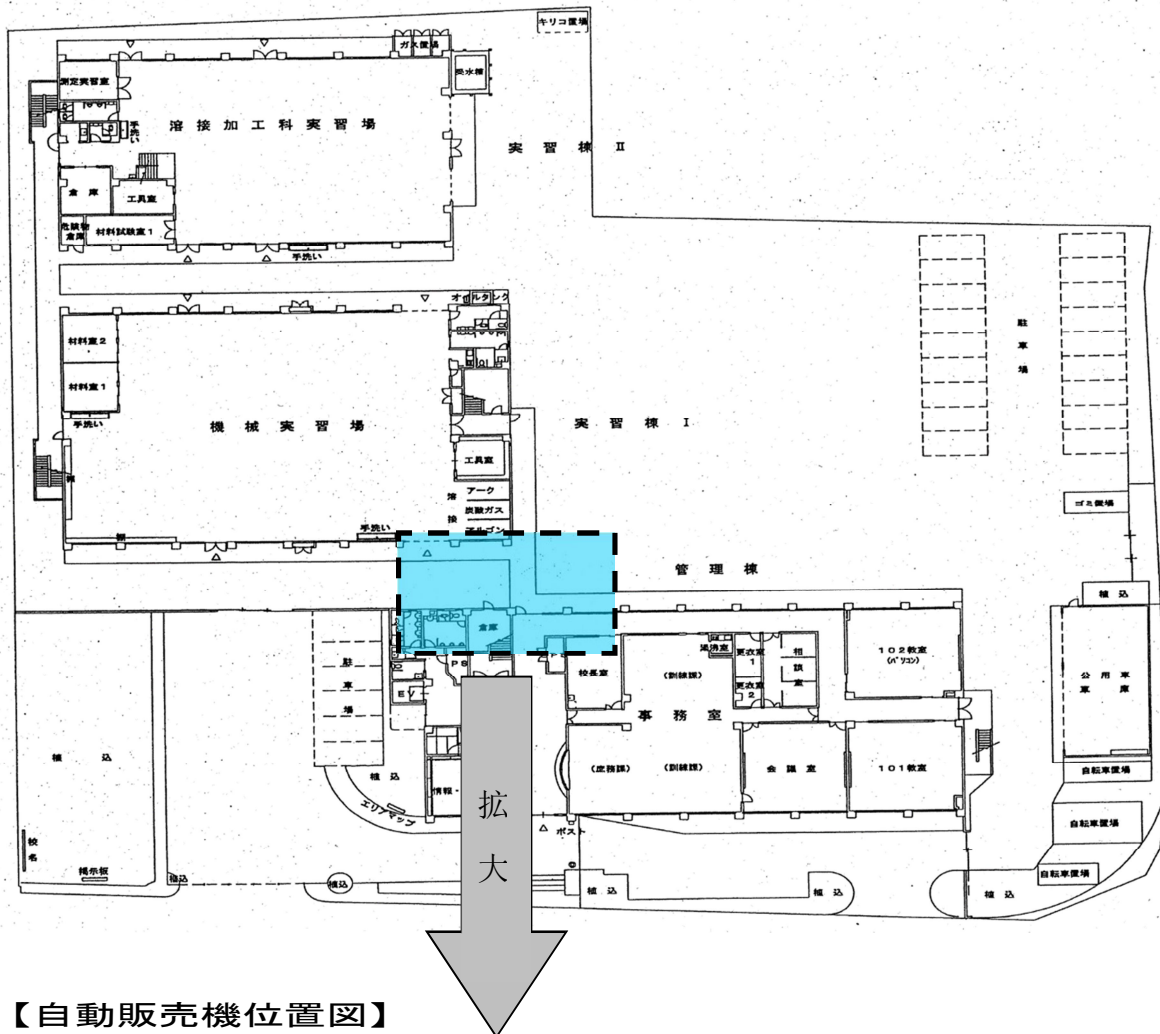 キリコ置場
ガス置場
受水槽
測定実習室
手洗い
溶接加工科実習場
実習棟 Ⅱ
倉庫
工具室
危険物倉庫
材料試験室1
手洗い
オイルタンク
材料室2
材料室1
手洗い
機械実習場
実習棟 Ⅰ
駐車場
工具室
溶接
アーク
炭酸ガス
アルゴン
棚
棚
手洗い
ゴミ置場
管理棟
植込
倉庫
PS
PS
EV
駐車場
校長室
湯沸室
更衣室1
更衣室2
相談室
102教室
(パソコン)
公用車車庫
(訓練課)
事務室
(庶務課)
(訓練課)
会議室
101教室
植込
植込
エリアマップ
情報・
ポスト
自転車置場
自転車置場
自転車置場
校名
掲示板
植込
植込
植込
植込
植込
拡大
【自動販売機位置図】